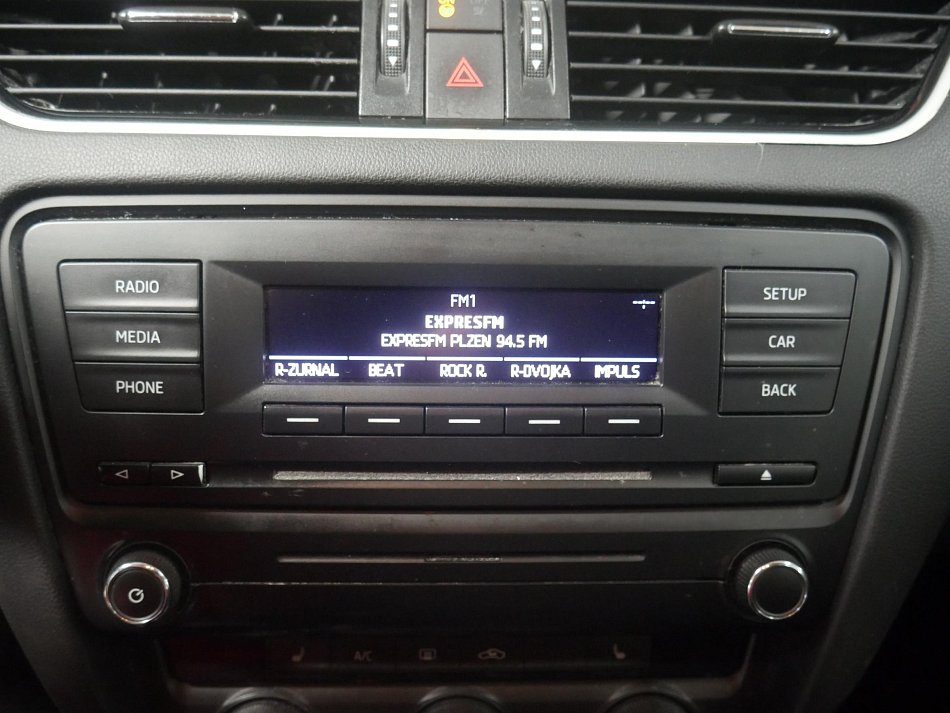 RADIO
MEDIA
PHONE
FM1
--:--
EXPRESFM
EXPRESFM PLZEN 94.5 FM
R-ZURNAL BEAT ROCK R. R-DVOJKA IMPULS
SETUP
CAR
BACK
A/C